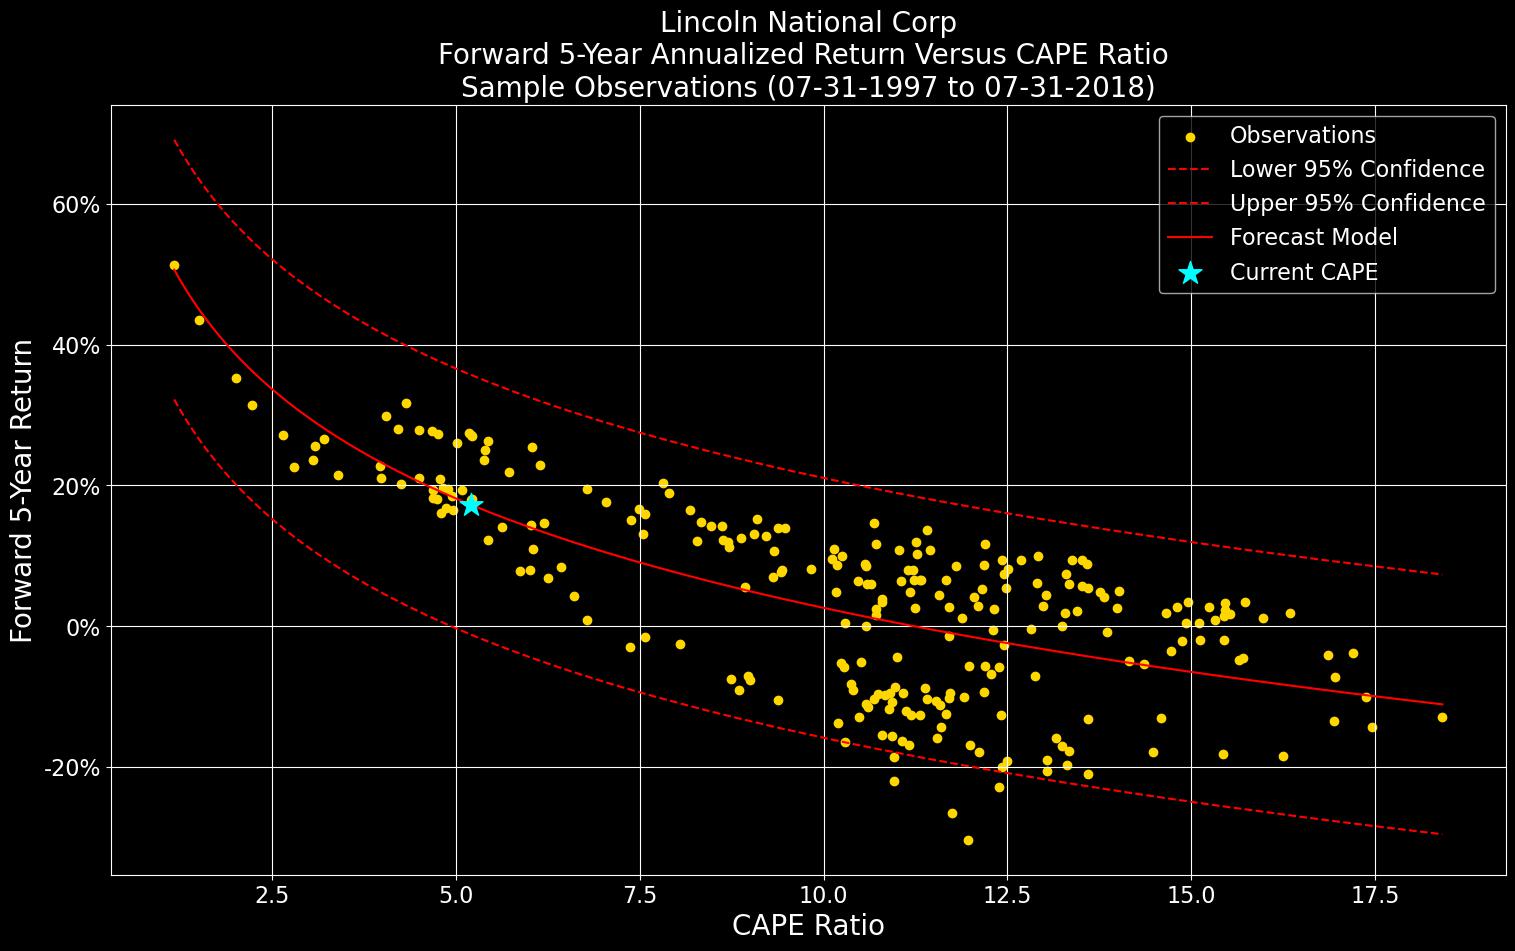 Lincoln National Corp
Forward 5-Year Annualized Return Versus CAPE Ratio
Sample Observations (07-31-1997 to 07-31-2018)
Observations
Lower 95% Confidence
Upper 95% Confidence
Forecast Model
Current CAPE
Forward 5-Year Return
60%
40%
20%
0%
-20%
2.5 5.0 7.5 10.0 12.5 15.0 17.5
CAPE Ratio